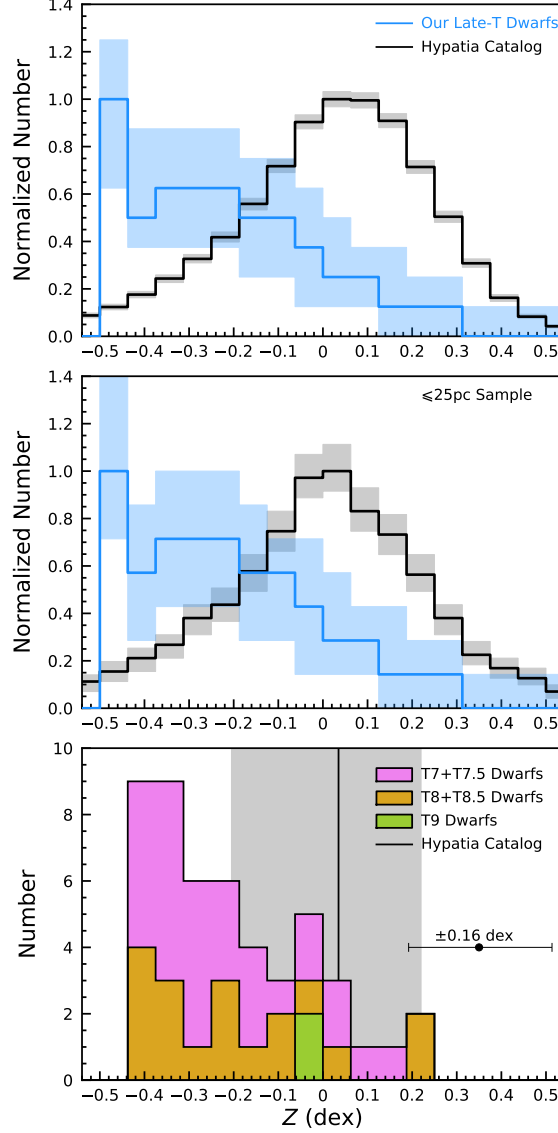 1.4
1.2
1.0
0.8
0.6
0.4
0.2
0.0
Normalized Number
Our Late-T Dwarfs
Hypatia Catalog
−0.5 −0.4 −0.3 −0.2 −0.1 0 0.1 0.2 0.3 0.4 0.5
1.4
1.2
1.0
0.8
0.6
0.4
0.2
0.0
Normalized Number
⩽25pc Sample
−0.5 −0.4 −0.3 −0.2 −0.1 0 0.1 0.2 0.3 0.4 0.5
10
8
6
4
2
0
Number
T7+T7.5 Dwarfs
T8+T8.5 Dwarfs
T9 Dwarfs
Hypatia Catalog
±0.16 dex
−0.5 −0.4 −0.3 −0.2 −0.1 0 0.1 0.2 0.3 0.4 0.5
Z (dex)